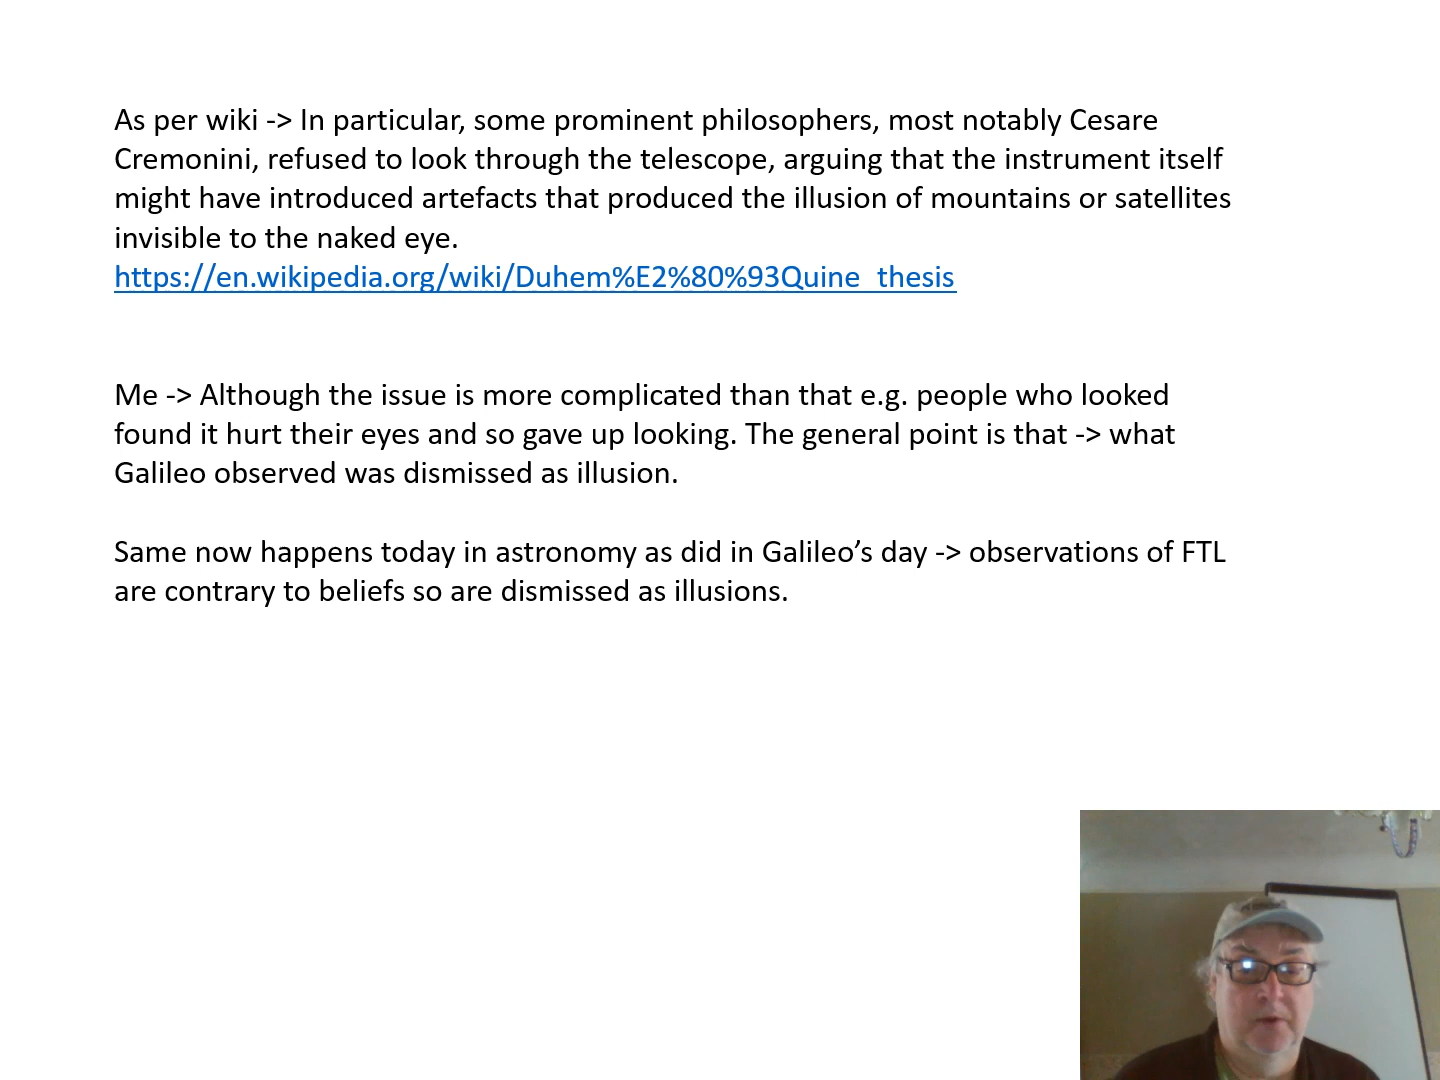 As per wiki -> In particular, some prominent philosophers, most notably Cesare
Cremonini, refused to look through the telescope, arguing that the instrument itself
might have introduced artefacts that produced the illusion of mountains or satellites
invisible to the naked eye.
https://en.wikipedia.org/wiki/Duhem%E2%80%93Quine_thesis
Me -> Although the issue is more complicated than that e.g. people who looked
found it hurt their eyes and so gave up looking. The general point is that -> what
Galileo observed was dismissed as illusion.
Same now happens today in astronomy as did in Galileo’s day -> observations of FTL
are contrary to beliefs so are dismissed as illusions.